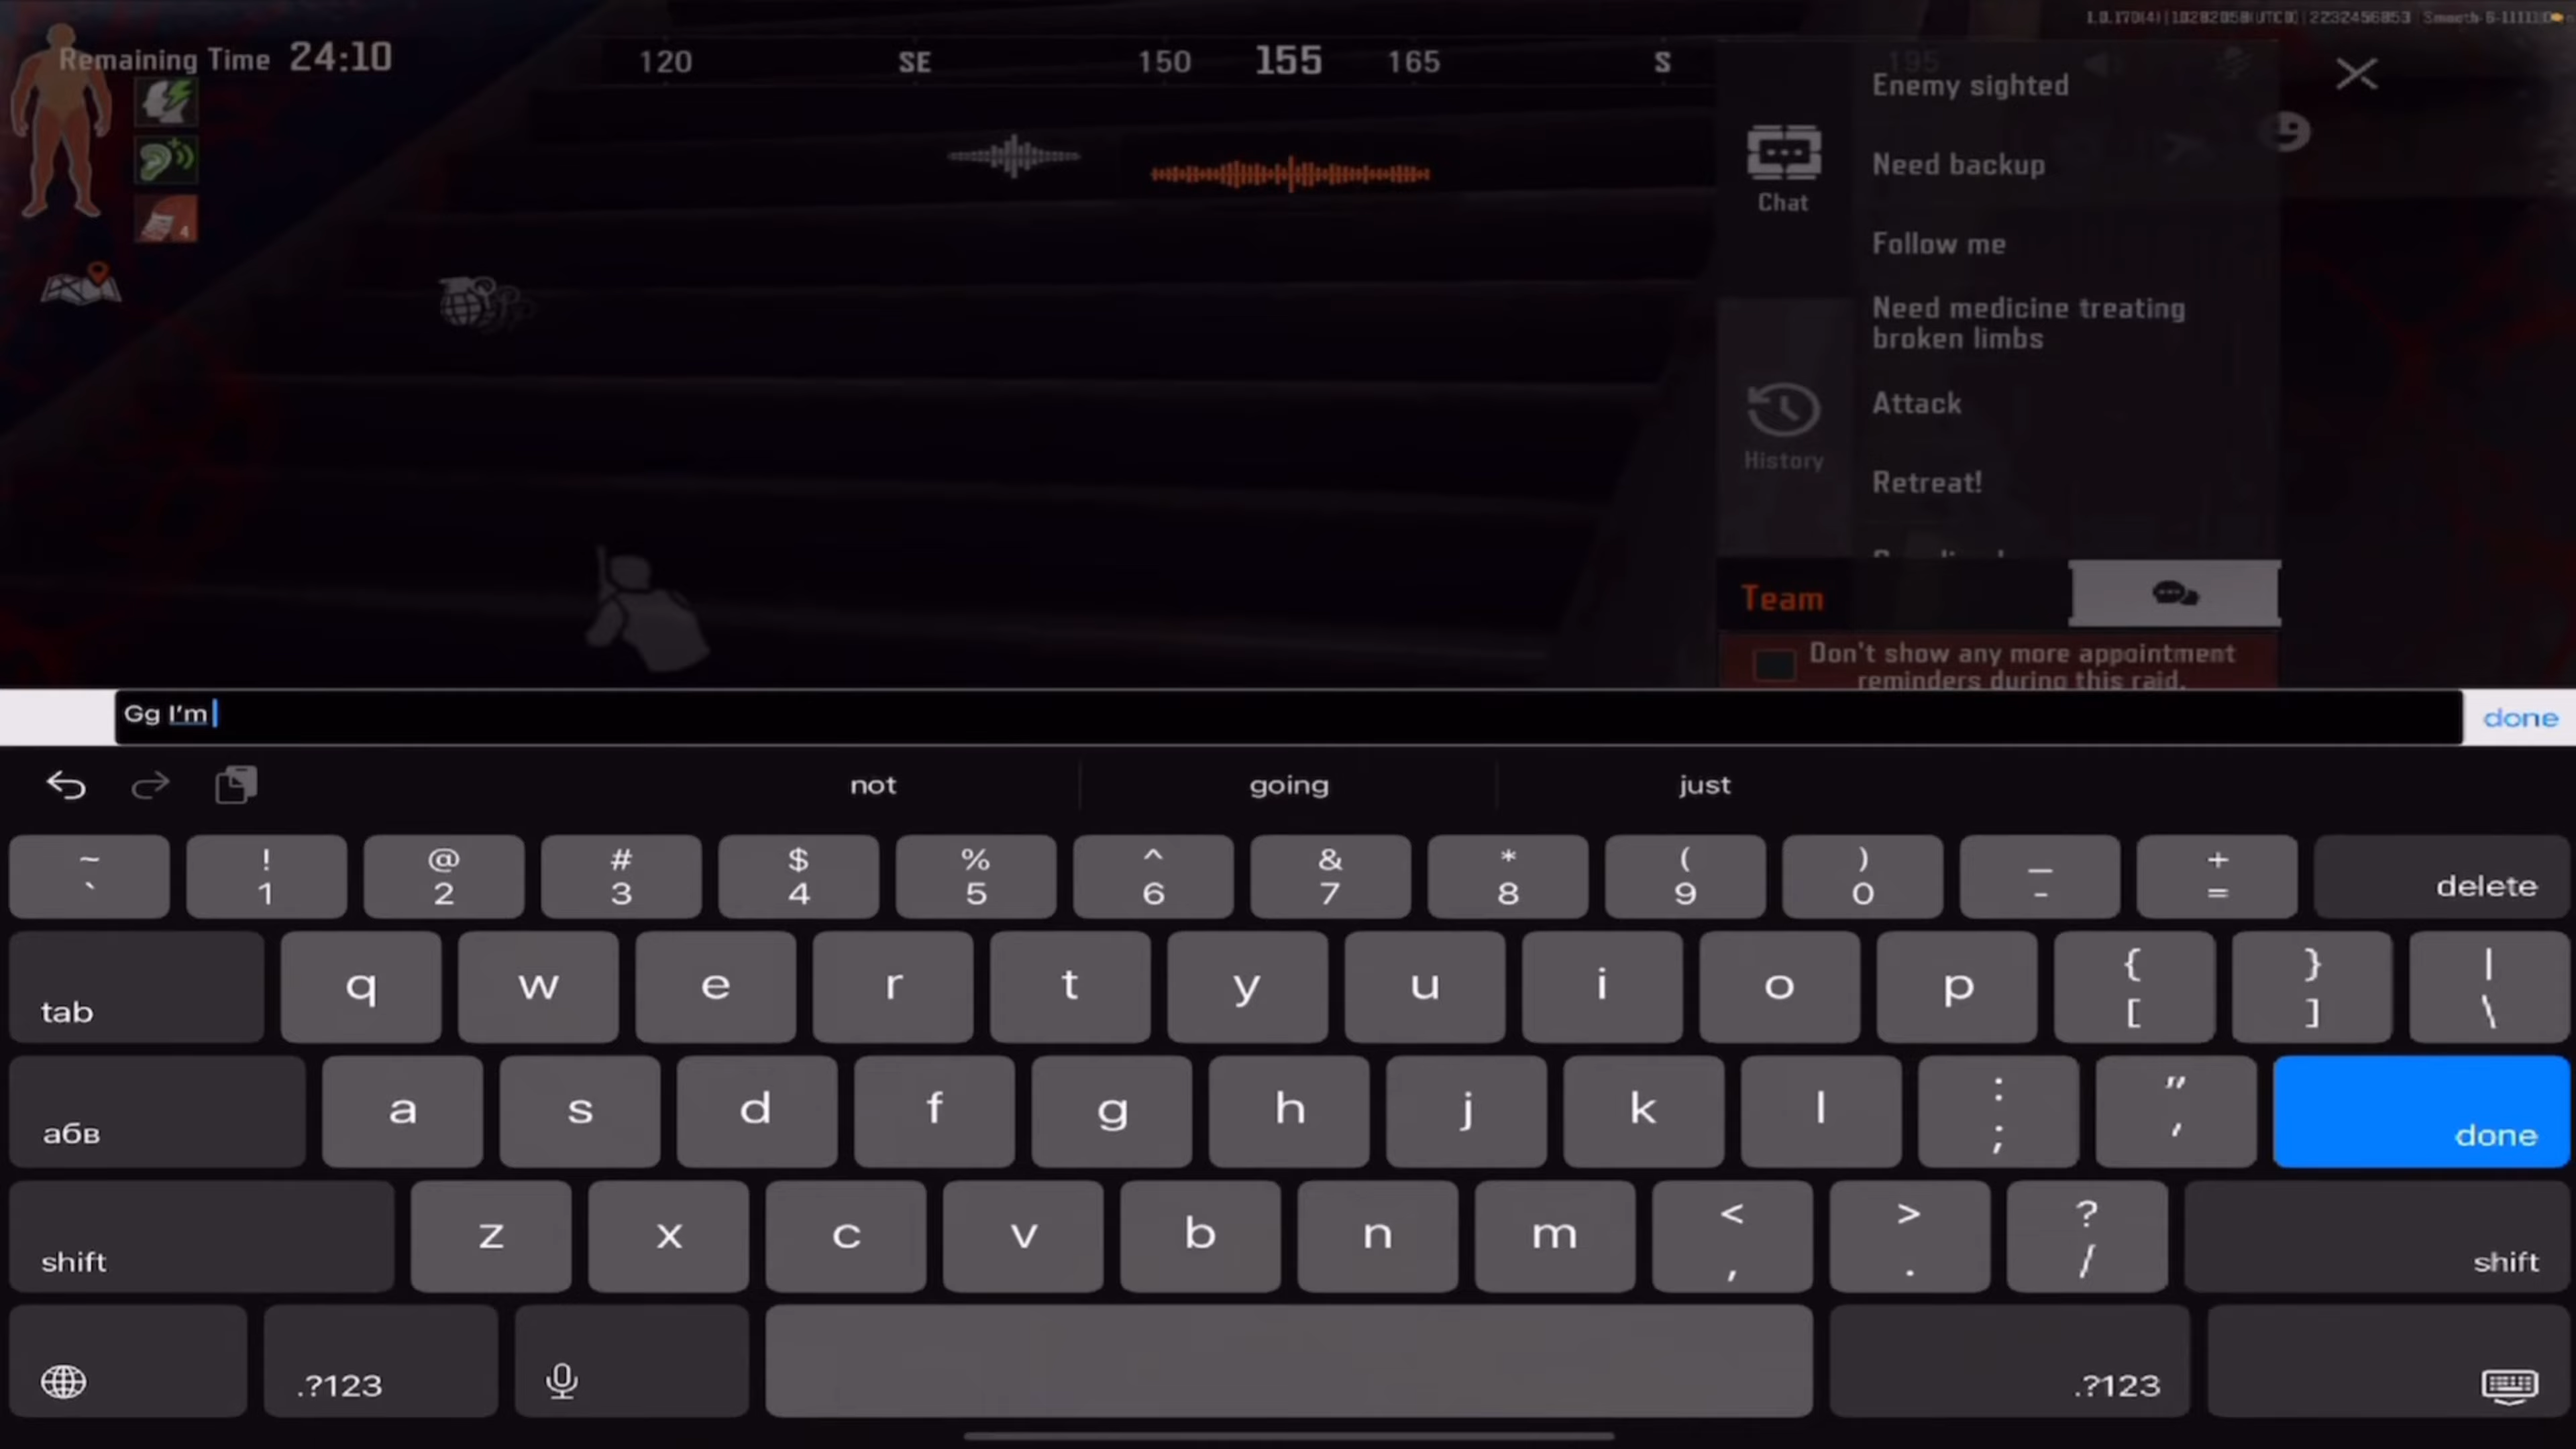 Remaining Time 24:10
120 SE 150 155 165 S 195
4
Enemy sighted
Need backup
Chat
Follow me
Need medicine treating
broken limbs
Attack
History
Retreat!
Team
Don't show any more appointment
reminders during this raid.
Gg I'm
done
not going just
~ ! @ # $ % ^ & * ( ) _ +
` 1 2 3 4 5 6 7 8 9 0 - = delete
tab q w e r t y u i o p { [ } ] | \
абв a s d f g h j k l : ; " ' done
shift z x c v b n m < , > . ? / shift
.?123 .?123